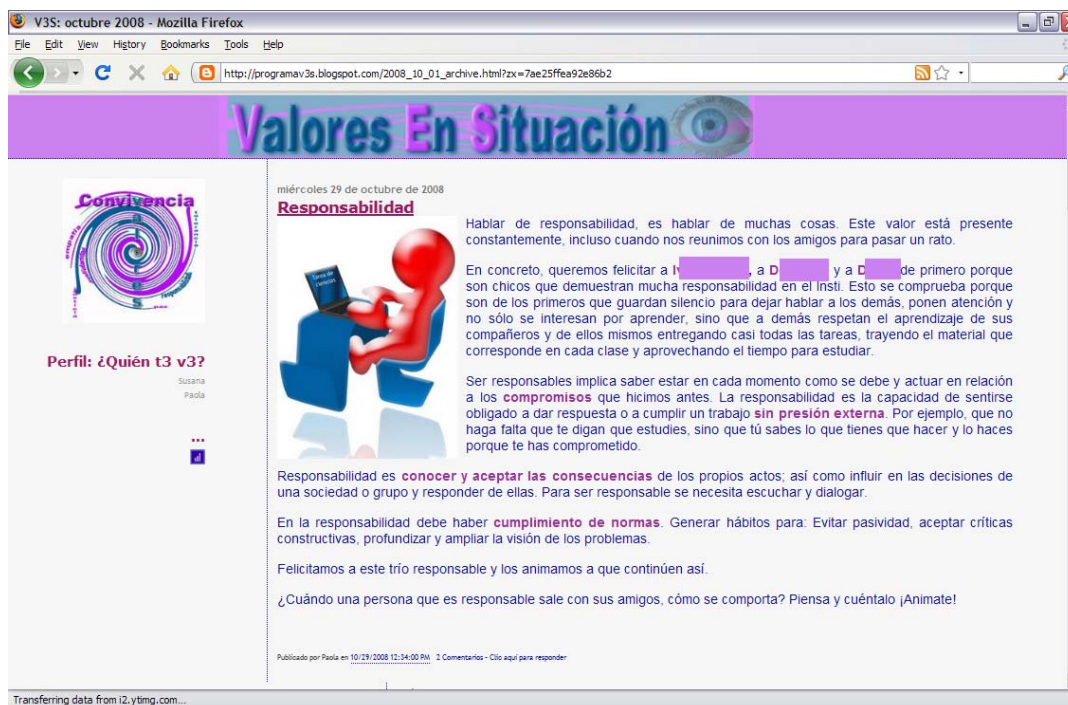 V3S: octubre 2008 - Mozilla Firefox
File Edit View History Bookmarks Tools Help
http://programav3s.blogspot.com/2008_10_01_archive.html?zx=7ae25ffea92e86b2
Valores En Situación
Convivencia
empatía
responsabilidad
Perfil: ¿Quién t3 v3?
Susana
Paola
...
miércoles 29 de octubre de 2008
Responsabilidad
Tarea de
ciencias
Hablar de responsabilidad, es hablar de muchas cosas. Este valor está presente
constantemente, incluso cuando nos reunimos con los amigos para pasar un rato.
En concreto, queremos felicitar a Iv , a D y a D de primero porque
son chicos que demuestran mucha responsabilidad en el Insti. Esto se comprueba porque
son de los primeros que guardan silencio para dejar hablar a los demás, ponen atención y
no sólo se interesan por aprender, sino que a demás respetan el aprendizaje de sus
compañeros y de ellos mismos entregando casi todas las tareas, trayendo el material que
corresponde en cada clase y aprovechando el tiempo para estudiar.
Ser responsables implica saber estar en cada momento como se debe y actuar en relación
a los compromisos que hicimos antes. La responsabilidad es la capacidad de sentirse
obligado a dar respuesta o a cumplir un trabajo sin presión externa. Por ejemplo, que no
haga falta que te digan que estudies, sino que tú sabes lo que tienes que hacer y lo haces
porque te has comprometido.
Responsabilidad es conocer y aceptar las consecuencias de los propios actos; así como influir en las decisiones de
una sociedad o grupo y responder de ellas. Para ser responsable se necesita escuchar y dialogar.
En la responsabilidad debe haber cumplimiento de normas. Generar hábitos para: Evitar pasividad, aceptar críticas
constructivas, profundizar y ampliar la visión de los problemas.
Felicitamos a este trío responsable y los animamos a que continúen así.
¿Cuándo una persona que es responsable sale con sus amigos, cómo se comporta? Piensa y cuéntalo ¡Animate!
Publicado por Paola en 10/29/2008 12:34:00 PM 2 Comentarios - Clic aquí para responder
Transferring data from i2.ytimg.com...